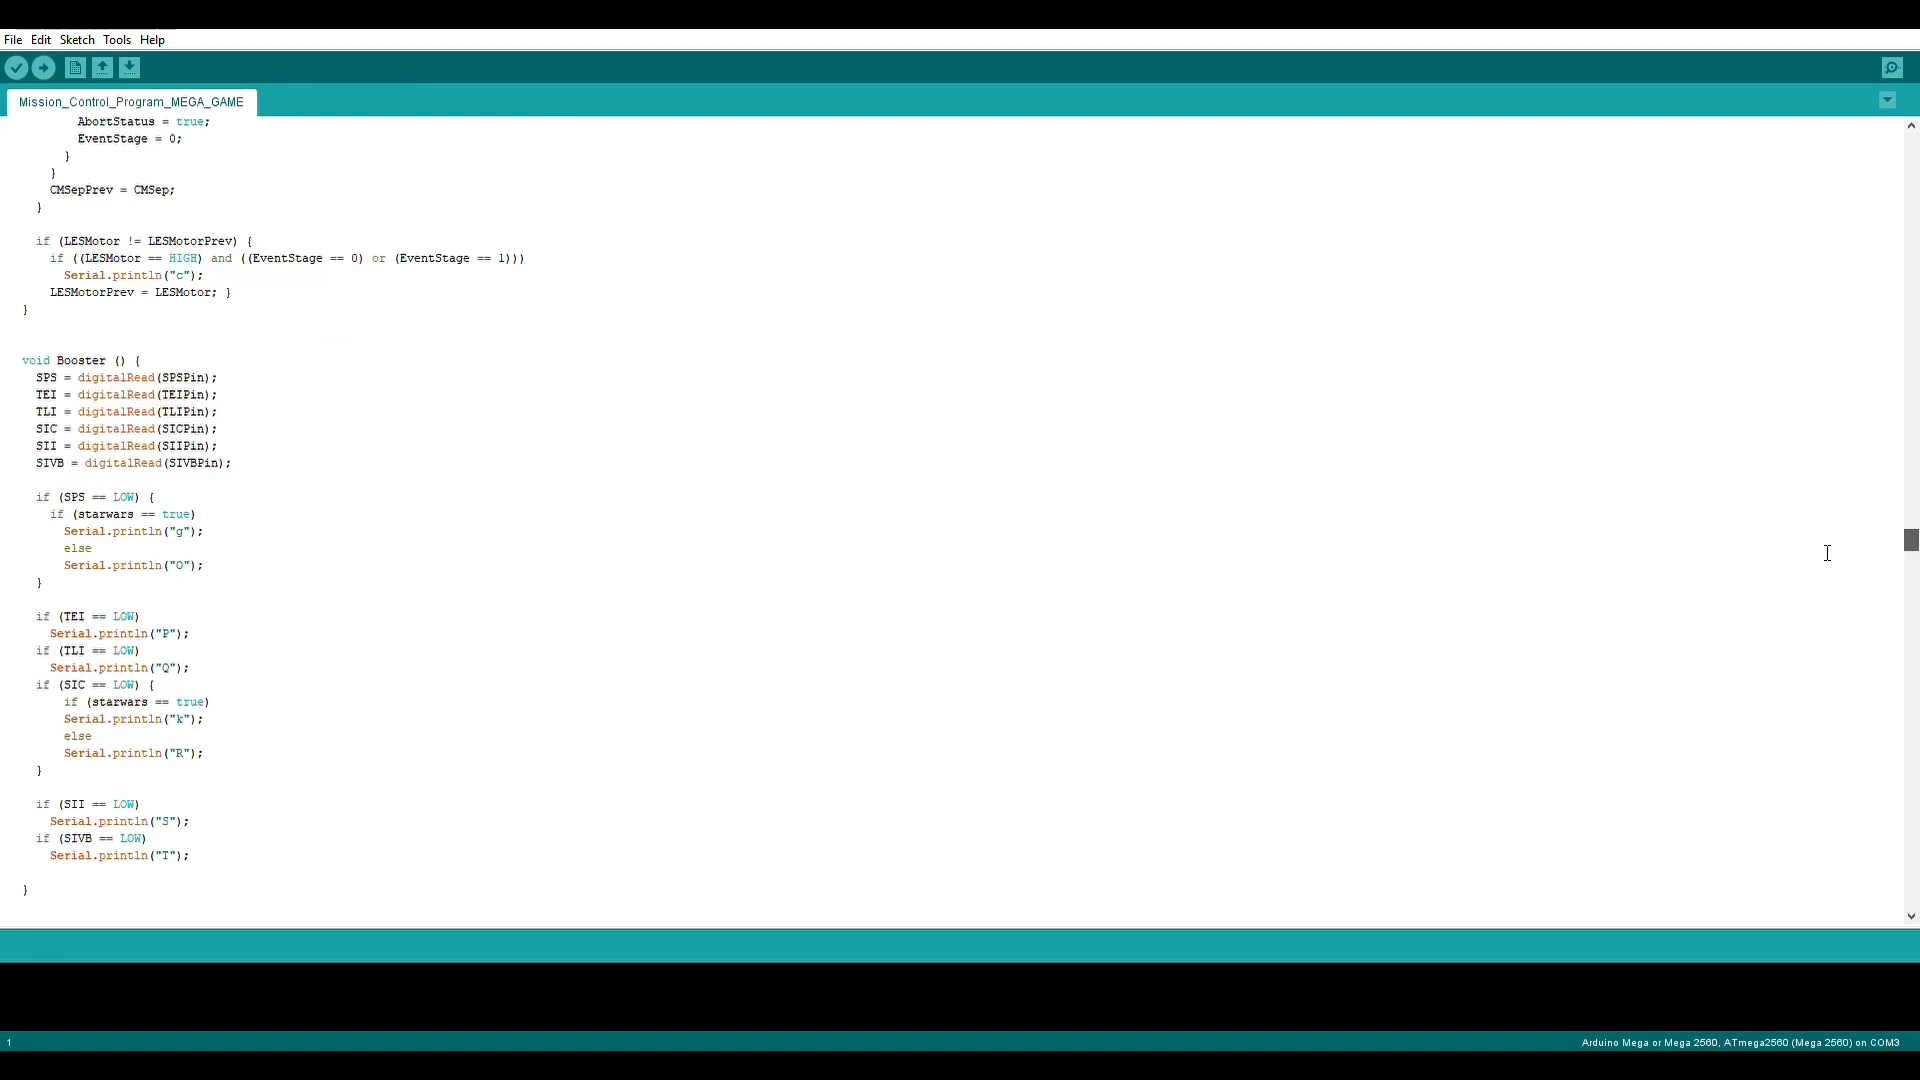 File Edit Sketch Tools Help
Mission_Control_Program_MEGA_GAME
AbortStatus = true;
EventStage = 0;
}
}
CMSepPrev = CMSep;
}
if (LESMotor != LESMotorPrev) {
if ((LESMotor == HIGH) and ((EventStage == 0) or (EventStage == 1)))
Serial.println("c");
LESMotorPrev = LESMotor; }
}
void Booster () {
SPS = digitalRead(SPSPin);
TEI = digitalRead(TEIPin);
TLI = digitalRead(TLIPin);
SIC = digitalRead(SICPin);
SII = digitalRead(SIIPin);
SIVB = digitalRead(SIVBPin);
if (SPS == LOW) {
if (starwars == true)
Serial.println("g");
else
Serial.println("O");
}
if (TEI == LOW)
Serial.println("P");
if (TLI == LOW)
Serial.println("Q");
if (SIC == LOW) {
if (starwars == true)
Serial.println("k");
else
Serial.println("R");
}
if (SII == LOW)
Serial.println("S");
if (SIVB == LOW)
Serial.println("T");
}
1
Arduino Mega or Mega 2560, ATmega2560 (Mega 2560) on COM3